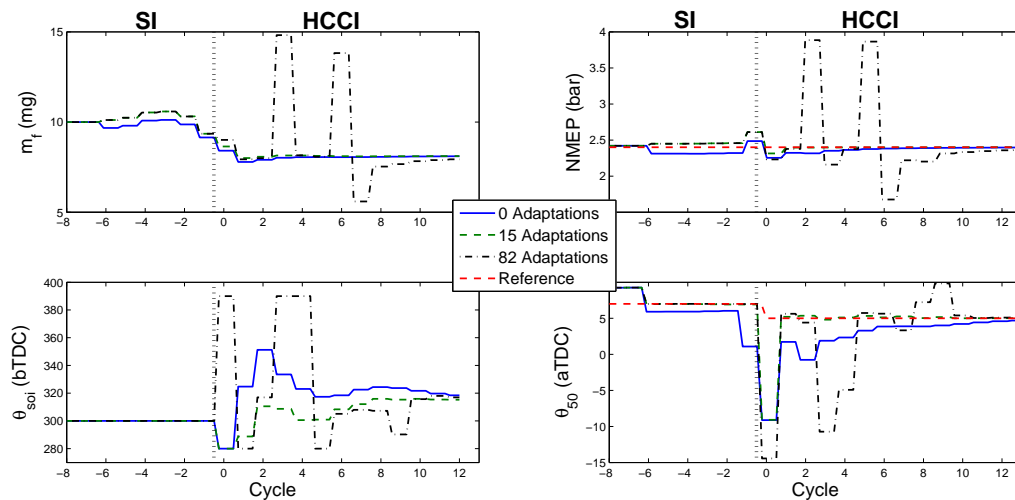 SI HCCI
15
10
5
m_f (mg)
−8 −6 −4 −2 0 2 4 6 8 10 12
SI HCCI
4
3.5
3
2.5
2
NMEP (bar)
−8 −6 −4 −2 0 2 4 6 8 10 12
0 Adaptations
15 Adaptations
82 Adaptations
Reference
400
380
360
340
320
300
280
θ_soi (bTDC)
−8 −6 −4 −2 0 2 4 6 8 10 12
Cycle
5
0
−5
−10
−15
θ_50 (aTDC)
−8 −6 −4 −2 0 2 4 6 8 10 12
Cycle